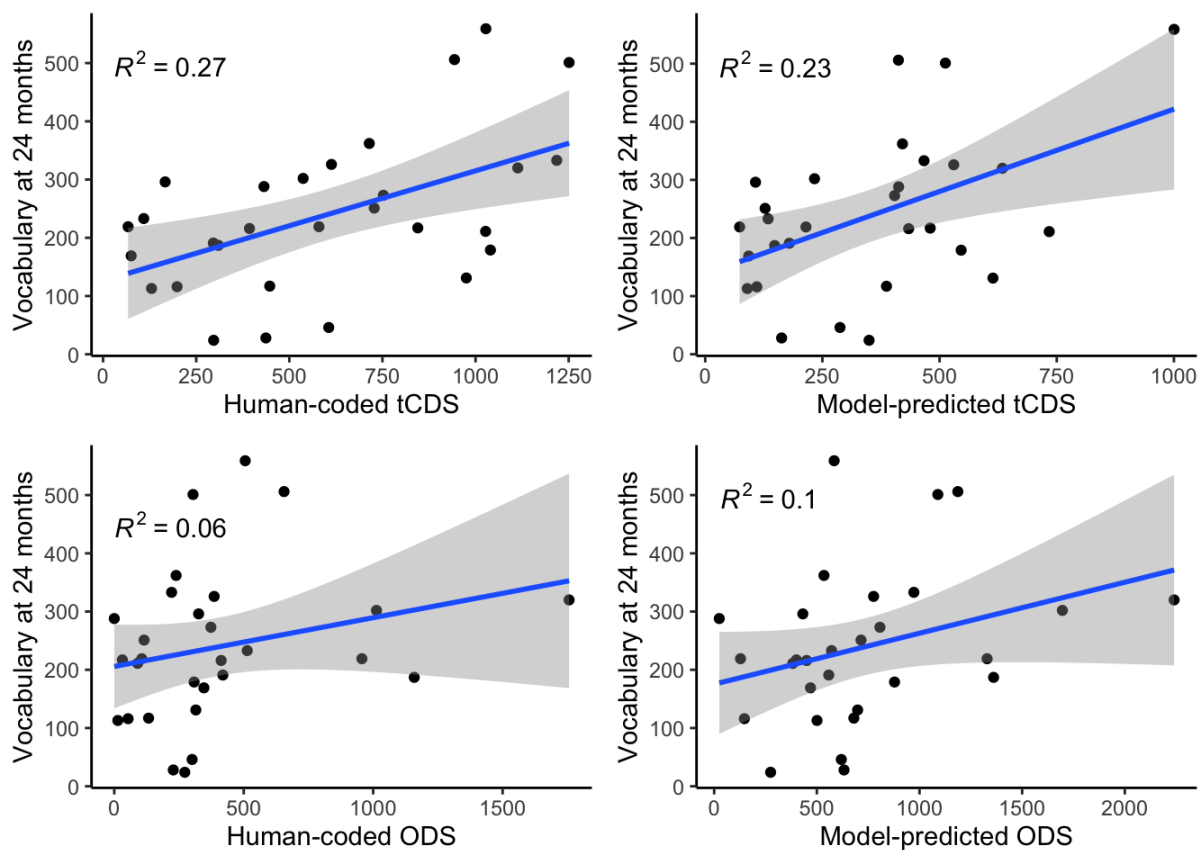 Vocabulary at 24 months
500
400
300
200
100
0
R² = 0.27
0 250 500 750 1000 1250
Human-coded tCDS
Vocabulary at 24 months
500
400
300
200
100
0
R² = 0.23
0 250 500 750 1000
Model-predicted tCDS
Vocabulary at 24 months
500
400
300
200
100
0
R² = 0.06
0 500 1000 1500
Human-coded ODS
Vocabulary at 24 months
500
400
300
200
100
0
R² = 0.1
0 500 1000 1500 2000
Model-predicted ODS